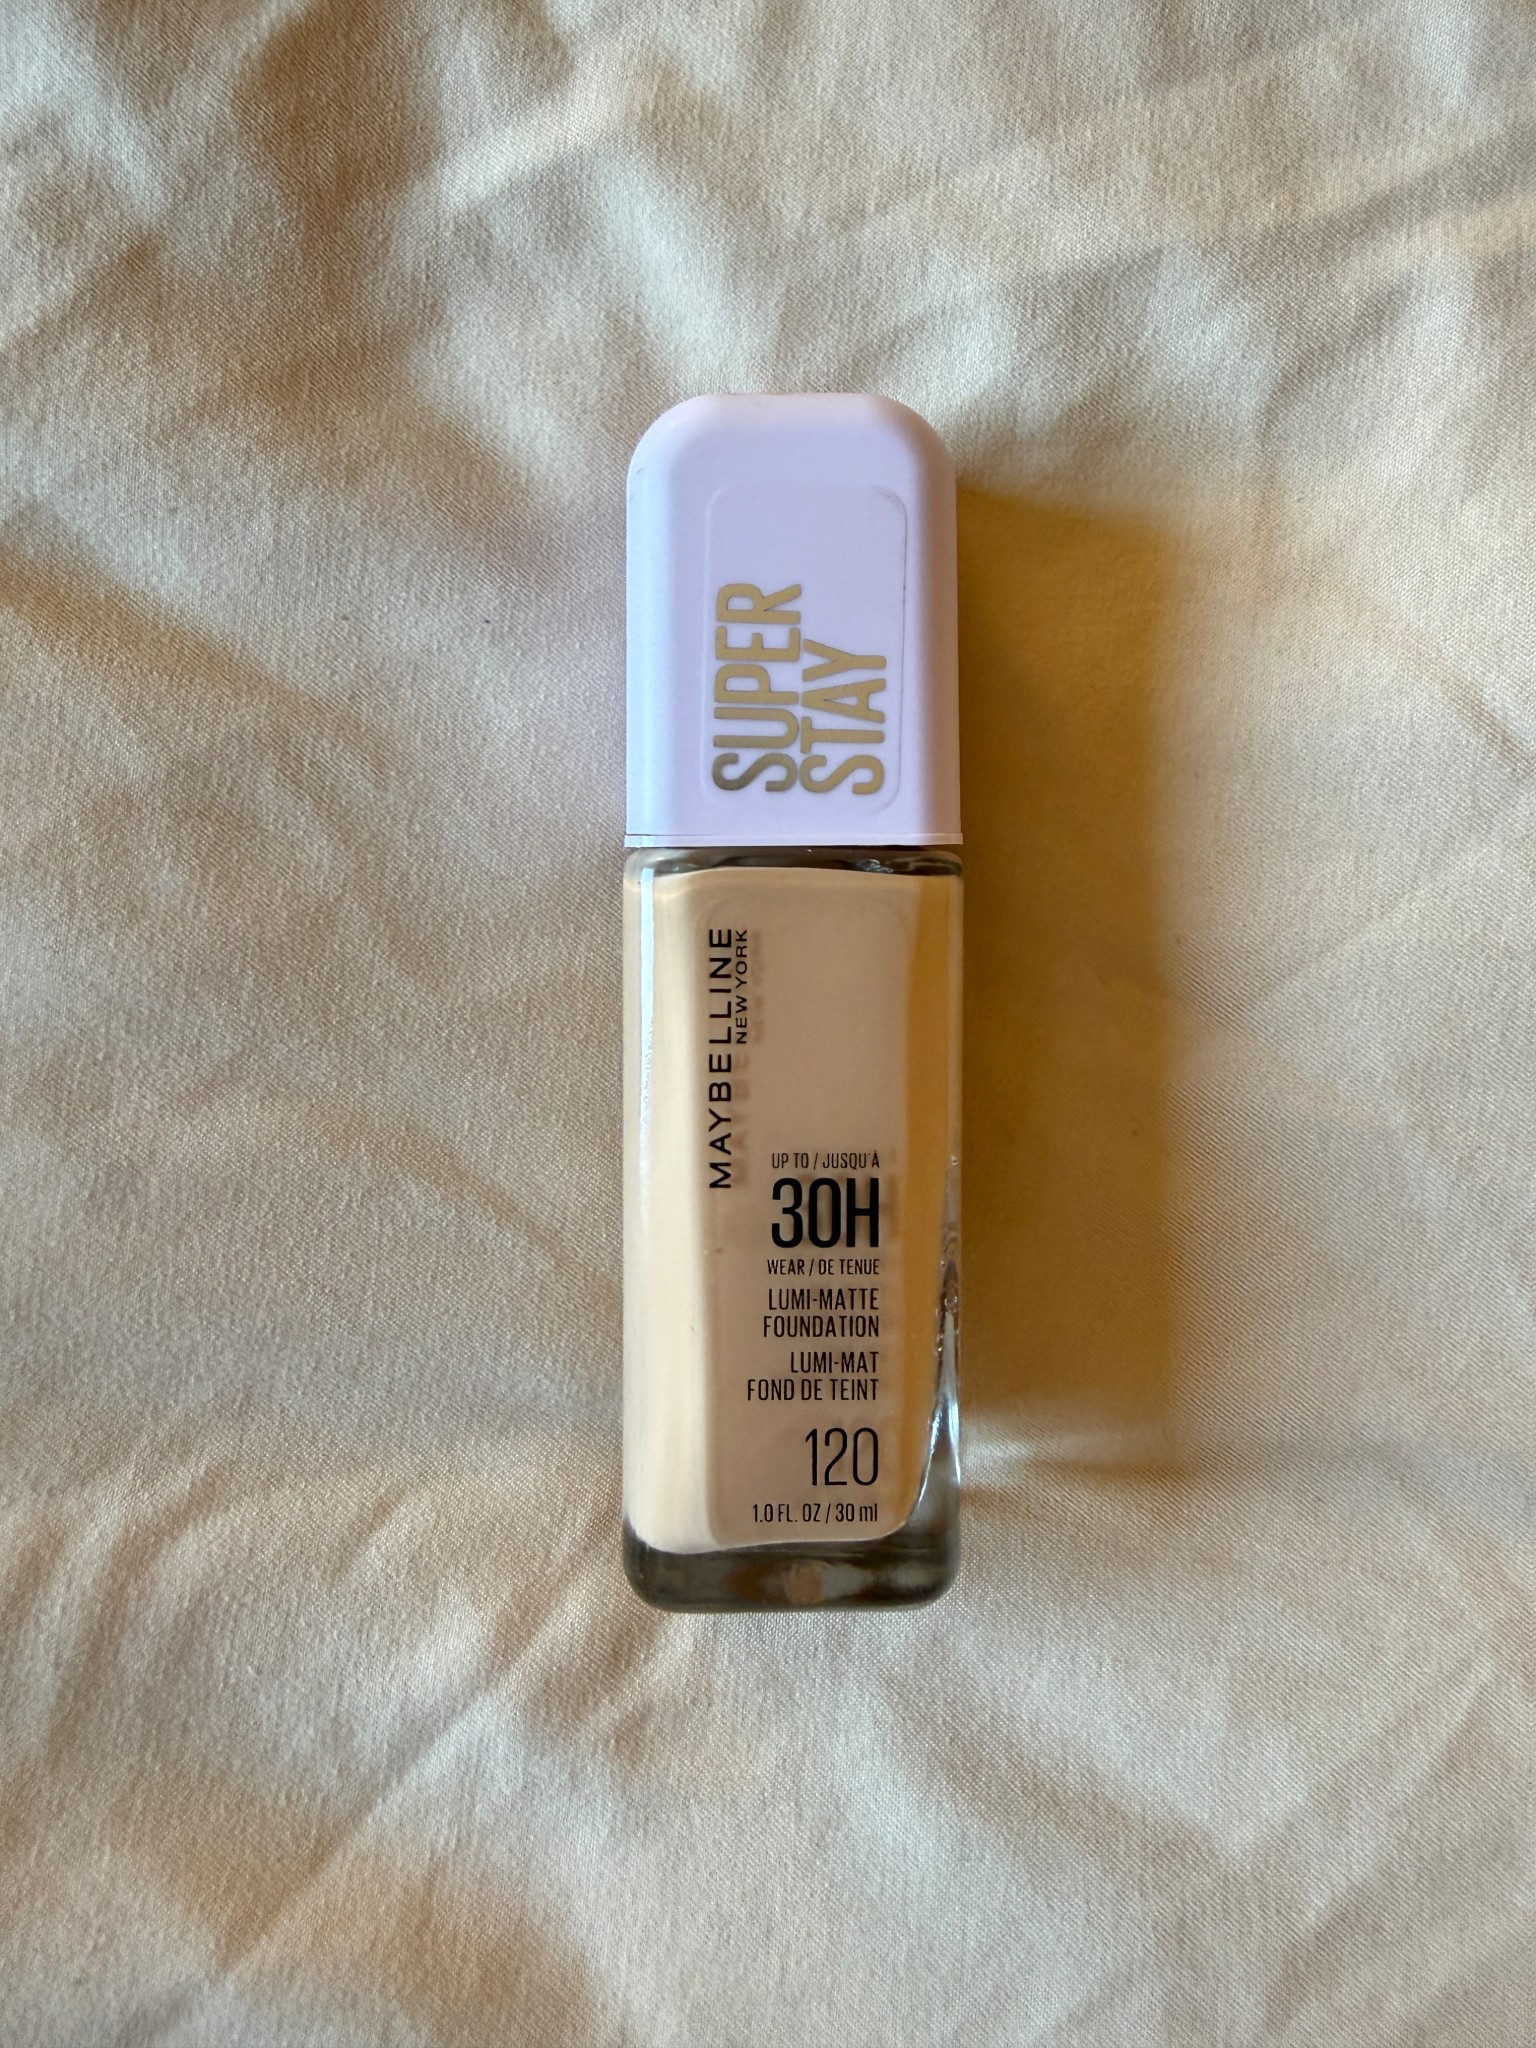 SUPER
STAY
MAYBELLINE
NEW YORK
UP TO / JUSQU'À
30H
WEAR / DE TENUE
LUMI-MATTE
FOUNDATION
LUMI-MAT
FOND DE TEINT
120
1.0 FL. OZ / 30 ml